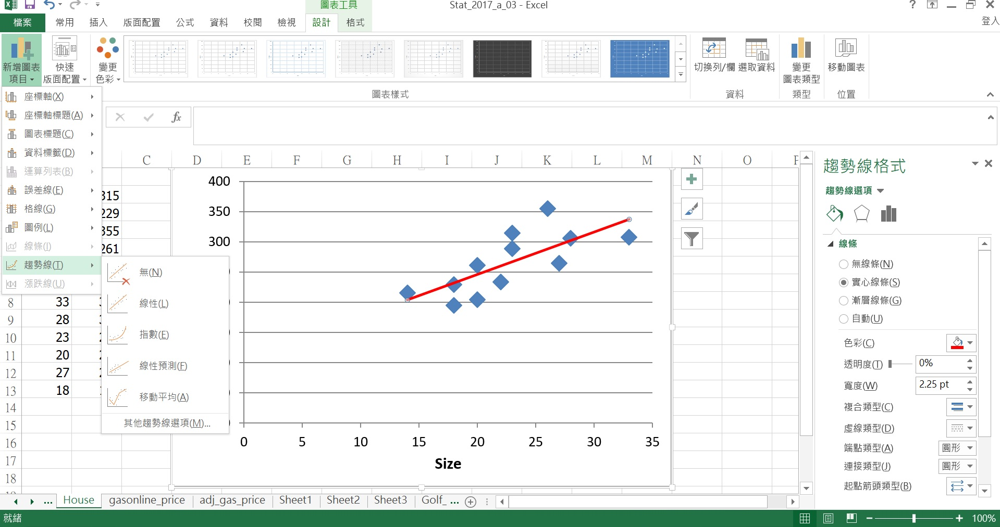 圖表工具
Stat_2017_a_03 - Excel
?
登入
檔案 常用 插入 版面配置 公式 資料 校閱 檢視 設計 格式
新增圖表項目
快速版面配置
變更色彩
切換列/欄 選取資料
變更圖表類型
移動圖表
圖表樣式 資料 類型 位置
座標軸(X)
座標軸標題(A)
圖表標題(C)
資料標籤(D)
運算列表(B)
誤差線(E)
格線(G)
圖例(L)
線條(I)
趨勢線(T)
漲跌線(U)
無(N)
線性(L)
指數(E)
線性預測(F)
移動平均(A)
其他趨勢線選項(M)...
fx
C D E F G H I J K L M N O
315
229
355
261
8 33
9 28
10 23
11 20
12 27
13 18
14
15
16
17
18
400
350
300
0 5 10 15 20 25 30 35
Size
趨勢線格式
趨勢線選項
線條
無線條(N)
實心線條(S)
漸層線條(G)
自動(U)
色彩(C)
透明度(T) 0%
寬度(W) 2.25 pt
複合類型(C)
虛線類型(D)
端點類型(A) 圓形
連接類型(J) 圓形
起點箭頭類型(B)
... House gasonline_price adj_gas_price Sheet1 Sheet2 Sheet3 Golf_ ...
就緒
100%